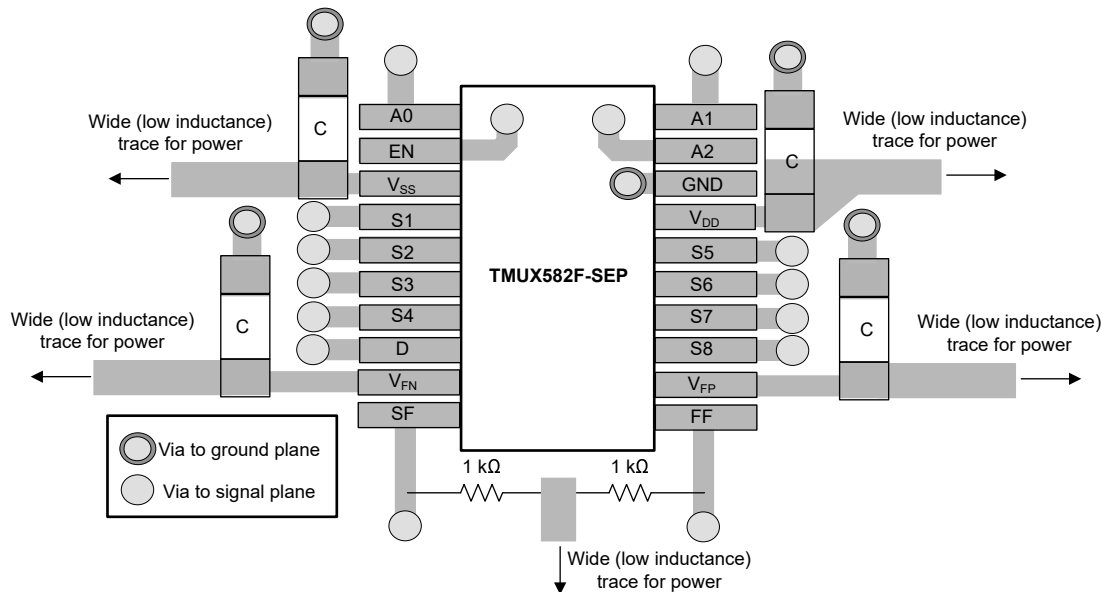 Wide (low inductance)
trace for power
C
A0
EN
VSS
S1
S2
S3
S4
D
VFN
SF
C
Wide (low inductance)
trace for power
TMUX582F-SEP
A1
A2
GND
VDD
S5
S6
S7
S8
VFP
FF
C
Wide (low inductance)
trace for power
C
Wide (low inductance)
trace for power
Via to ground plane
Via to signal plane
1 kΩ
1 kΩ
Wide (low inductance)
trace for power